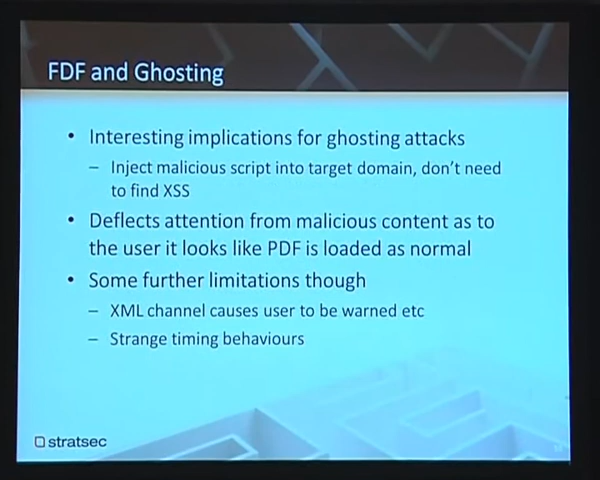 FDF and Ghosting
• Interesting implications for ghosting attacks
– Inject malicious script into target domain, don't need
to find XSS
• Deflects attention from malicious content as to
the user it looks like PDF is loaded as normal
• Some further limitations though
– XML channel causes user to be warned etc
– Strange timing behaviours
stratsec